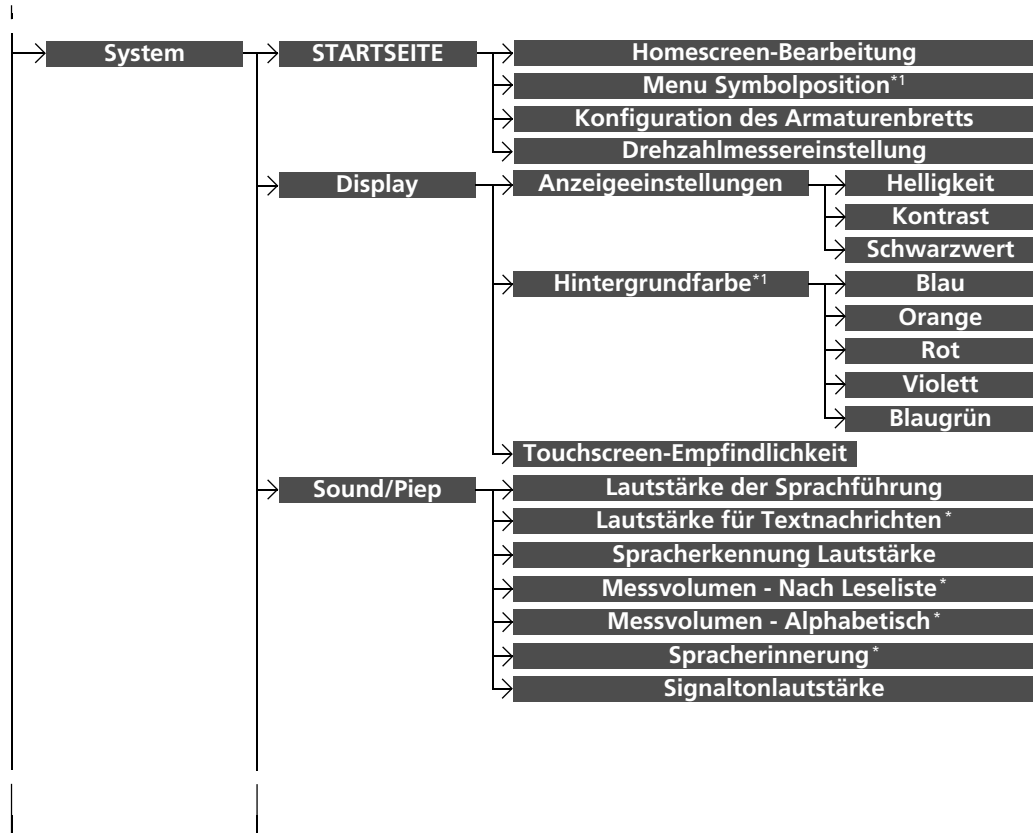 System
STARTSEITE
Homescreen-Bearbeitung
Menu Symbolposition*1
Konfiguration des Armaturenbretts
Drehzahlmessereinstellung
Display
Anzeigeeinstellungen
Helligkeit
Kontrast
Schwarzwert
Hintergrundfarbe*1
Blau
Orange
Rot
Violett
Blaugrün
Touchscreen-Empfindlichkeit
Sound/Piep
Lautstärke der Sprachführung
Lautstärke für Textnachrichten*
Spracherkennung Lautstärke
Messvolumen - Nach Leseliste*
Messvolumen - Alphabetisch*
Spracherinnerung*
Signaltonlautstärke